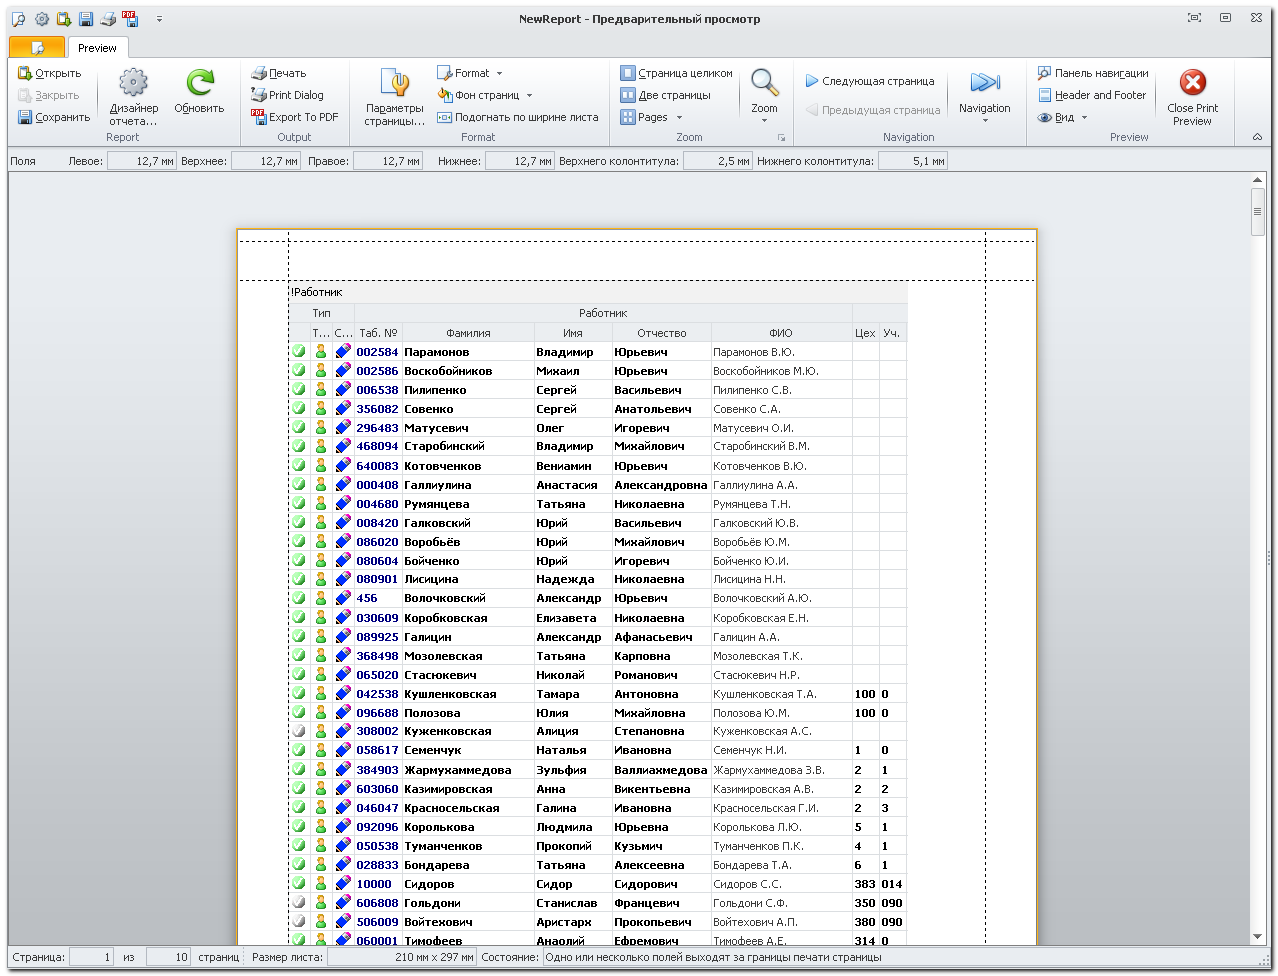 NewReport - Предварительный просмотр
Preview
Открыть
Закрыть
Сохранить
Дизайнер отчета...
Обновить
Report
Печать
Print Dialog
Export To PDF
Output
Параметры страницы...
Format
Фон страниц
Подогнать по ширине листа
Format
Страница целиком
Две страницы
Pages
Zoom
Zoom
Следующая страница
Предыдущая страница
Navigation
Navigation
Панель навигации
Header and Footer
Вид
Close Print Preview
Preview
Поля Левое: 12,7 мм Верхнее: 12,7 мм Правое: 12,7 мм Нижнее: 12,7 мм Верхнего колонтитула: 2,5 мм Нижнего колонтитула: 5,1 мм
!Работник
Тип Работник
Т... С... Таб. № Фамилия Имя Отчество ФИО Цех Уч.
002584 Парамонов Владимир Юрьевич Парамонов В.Ю.
002586 Воскобойников Михаил Юрьевич Воскобойников М.Ю.
006538 Пилипенко Сергей Васильевич Пилипенко С.В.
356082 Совенко Сергей Анатольевич Совенко С.А.
296483 Матусевич Олег Игоревич Матусевич О.И.
468094 Старобинский Владимир Михайлович Старобинский В.М.
640083 Котовченков Вениамин Юрьевич Котовченков В.Ю.
000408 Галлиулина Анастасия Александровна Галлиулина А.А.
004680 Румянцева Татьяна Николаевна Румянцева Т.Н.
008420 Галковский Юрий Васильевич Галковский Ю.В.
086020 Воробьёв Юрий Михайлович Воробьёв Ю.М.
080604 Бойченко Юрий Игоревич Бойченко Ю.И.
080901 Лисицина Надежда Николаевна Лисицина Н.Н.
456 Волочковский Александр Юрьевич Волочковский А.Ю.
030609 Коробковская Елизавета Николаевна Коробковская Е.Н.
089925 Галицин Александр Афанасьевич Галицин А.А.
368498 Мозолевская Татьяна Карповна Мозолевская Т.К.
065020 Стасюкевич Николай Романович Стасюкевич Н.Р.
042538 Кушленковская Тамара Антоновна Кушленковская Т.А. 100 0
096688 Полозова Юлия Михайловна Полозова Ю.М. 100 0
308002 Куженковская Алиция Степановна Куженковская А.С.
058617 Семенчук Наталья Ивановна Семенчук Н.И. 1 0
384903 Жармухаммедова Зульфия Валлиахмедова Жармухаммедова З.В. 2 1
603060 Казимировская Анна Викентьевна Казимировская А.В. 2 2
046047 Красносельская Галина Ивановна Красносельская Г.И. 2 3
092096 Королькова Людмила Юрьевна Королькова Л.Ю. 5 1
050538 Туманченков Прокопий Кузьмич Туманченков П.К. 4 1
028833 Бондарева Татьяна Алексеевна Бондарева Т.А. 6 1
10000 Сидоров Сидор Сидорович Сидоров С.С. 383 014
606808 Гольдони Станислав Францевич Гольдони С.Ф. 350 090
506009 Войтехович Аристарх Прокопьевич Войтехович А.П. 380 090
060001 Тимофеев Анаолий Ефремович Тимофеев А.Е. 314 0
Страница: 1 из 10 страниц Размер листа: 210 мм x 297 мм Состояние: Одно или несколько полей выходят за границы печати страницы